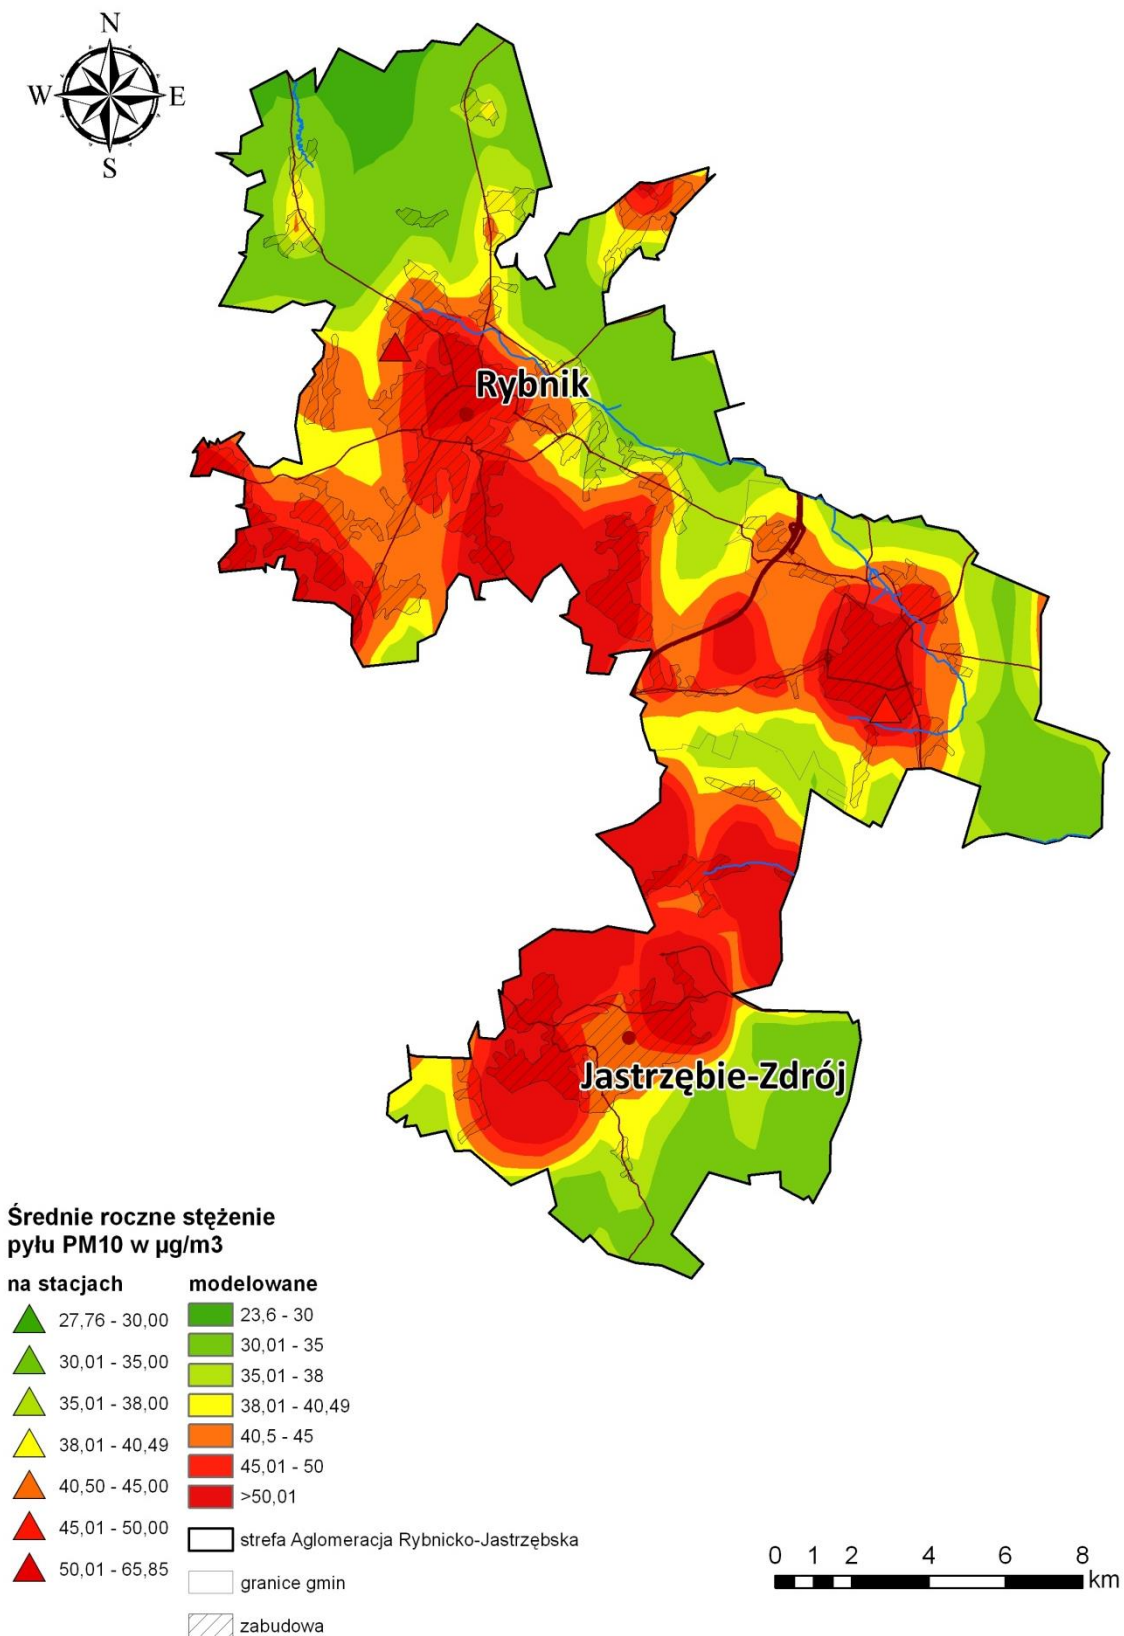 N
W E
S
Rybnik
Jastrzębie-Zdrój
Średnie roczne stężenie
pyłu PM10 w µg/m3
na stacjach
27,76 - 30,00
30,01 - 35,00
35,01 - 38,00
38,01 - 40,49
40,50 - 45,00
45,01 - 50,00
50,01 - 65,85
modelowane
23,6 - 30
30,01 - 35
35,01 - 38
38,01 - 40,49
40,5 - 45
45,01 - 50
>50,01
strefa Aglomeracja Rybnicko-Jastrzębska
granice gmin
zabudowa
0 1 2 4 6 8
km